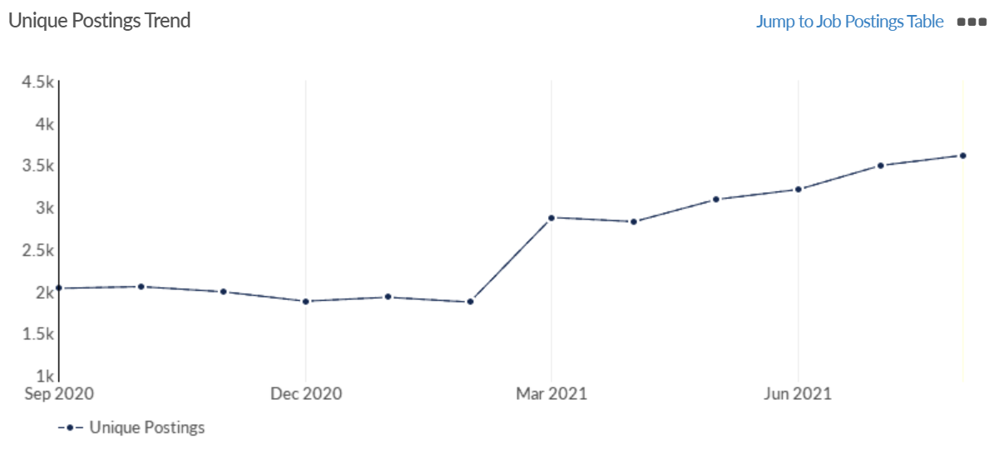 Unique Postings Trend
Jump to Job Postings Table
4.5k
4k
3.5k
3k
2.5k
2k
1.5k
1k
Sep 2020 Dec 2020 Mar 2021 Jun 2021
Unique Postings